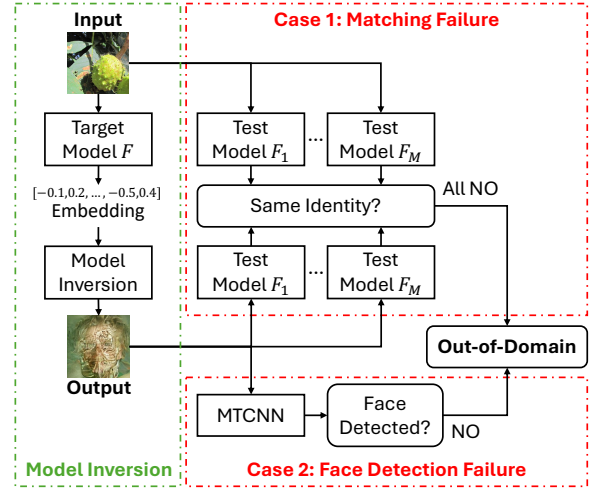 Input
Case 1: Matching Failure
Target
Model F
Test
Model F₁
...
Test
Model F_M
[−0.1,0.2, ... , −0.5,0.4]
Embedding
Same Identity?
All NO
Model
Inversion
Test
Model F₁
...
Test
Model F_M
Output
Out-of-Domain
MTCNN
Face
Detected?
NO
Model Inversion
Case 2: Face Detection Failure